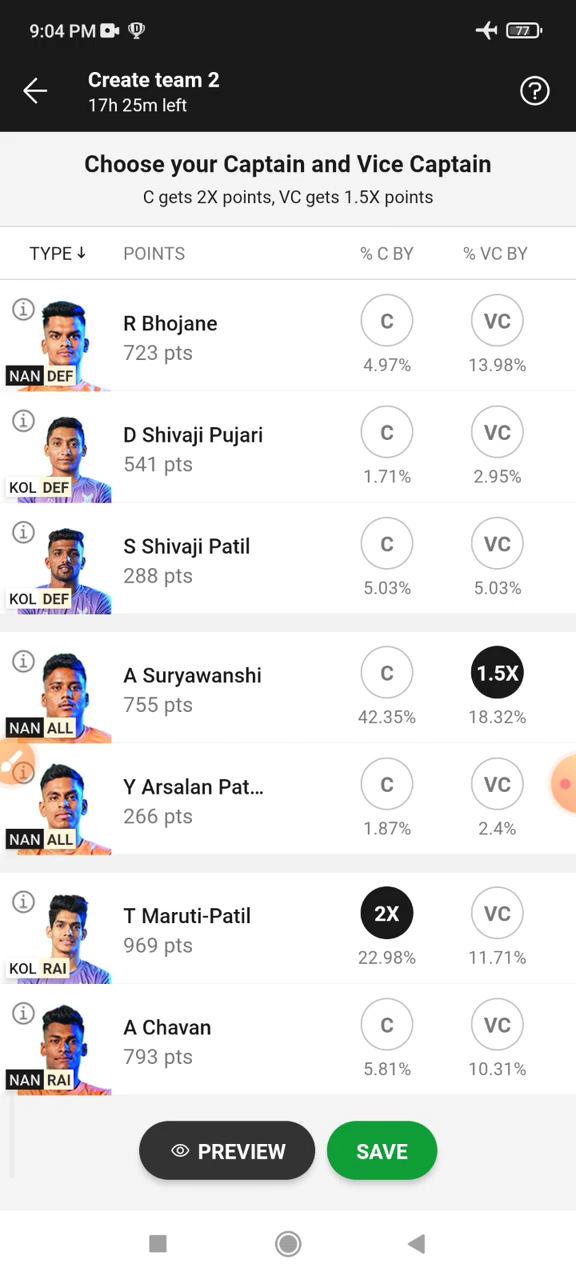 9:04 PM
77
Create team 2
17h 25m left
?
Choose your Captain and Vice Captain
C gets 2X points, VC gets 1.5X points
TYPE↓ POINTS % C BY % VC BY
R Bhojane C VC
723 pts 4.97% 13.98%
NAN DEF
D Shivaji Pujari C VC
541 pts 1.71% 2.95%
KOL DEF
S Shivaji Patil C VC
288 pts 5.03% 5.03%
KOL DEF
A Suryawanshi C 1.5X
755 pts 42.35% 18.32%
NAN ALL
Y Arsalan Pat... C VC
266 pts 1.87% 2.4%
NAN ALL
T Maruti-Patil 2X VC
969 pts 22.98% 11.71%
KOL RAI
A Chavan C VC
793 pts 5.81% 10.31%
NAN RAI
PREVIEW SAVE